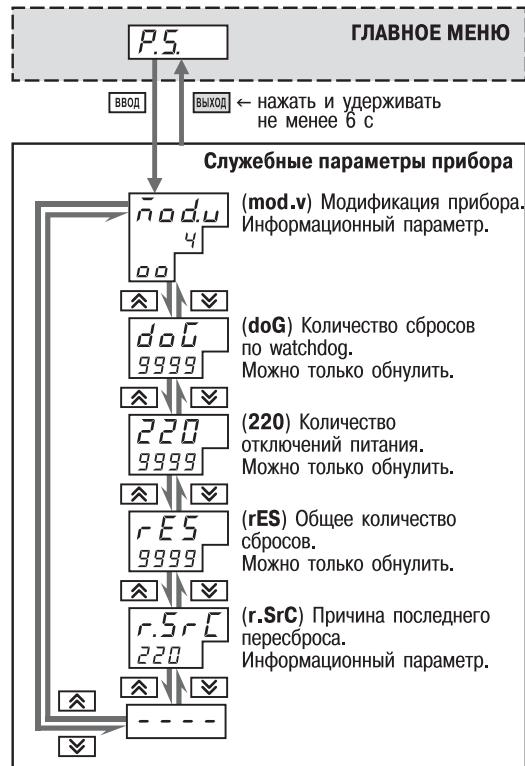 P.S.
ГЛАВНОЕ МЕНЮ
ВВОД ВЫХОД ← нажать и удерживать
не менее 6 с
Служебные параметры прибора
mod.v
4
oo
(mod.v) Модификация прибора.
Информационный параметр.
doG
9999
(doG) Количество сбросов
по watchdog.
Можно только обнулить.
220
9999
(220) Количество
отключений питания.
Можно только обнулить.
rES
9999
(rES) Общее количество
сбросов.
Можно только обнулить.
r.SrC
220
(r.SrC) Причина последнего
пересброса.
Информационный параметр.
- - - -